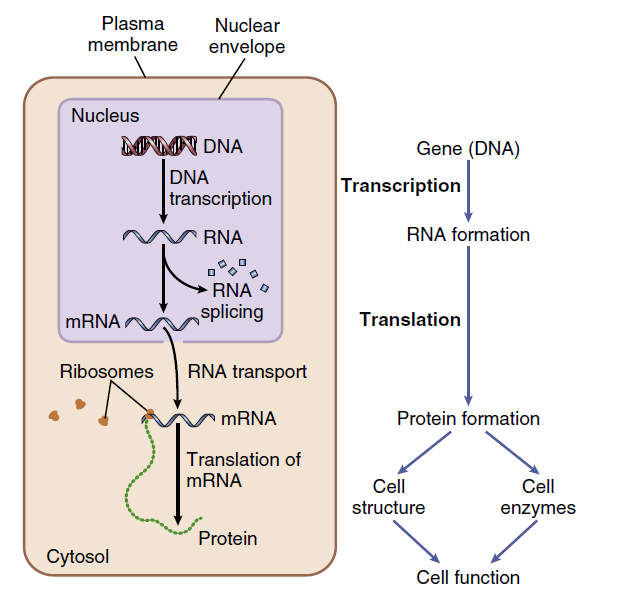 Plasma
membrane
Nuclear
envelope
Nucleus
DNA
DNA
transcription
RNA
RNA
splicing
mRNA
Ribosomes
RNA transport
mRNA
Translation of
mRNA
Protein
Cytosol
Gene (DNA)
Transcription
RNA formation
Translation
Protein formation
Cell
structure
Cell
enzymes
Cell function